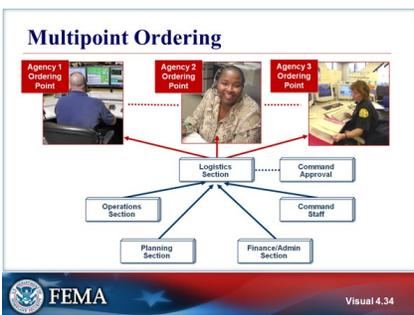 Multipoint Ordering
Agency 1
Ordering
Point
Agency 2
Ordering
Point
Agency 3
Ordering
Point
Logistics
Section
Command
Approval
Operations
Section
Command
Staff
Planning
Section
Finance/Admin
Section
FEMA
Visual 4.34